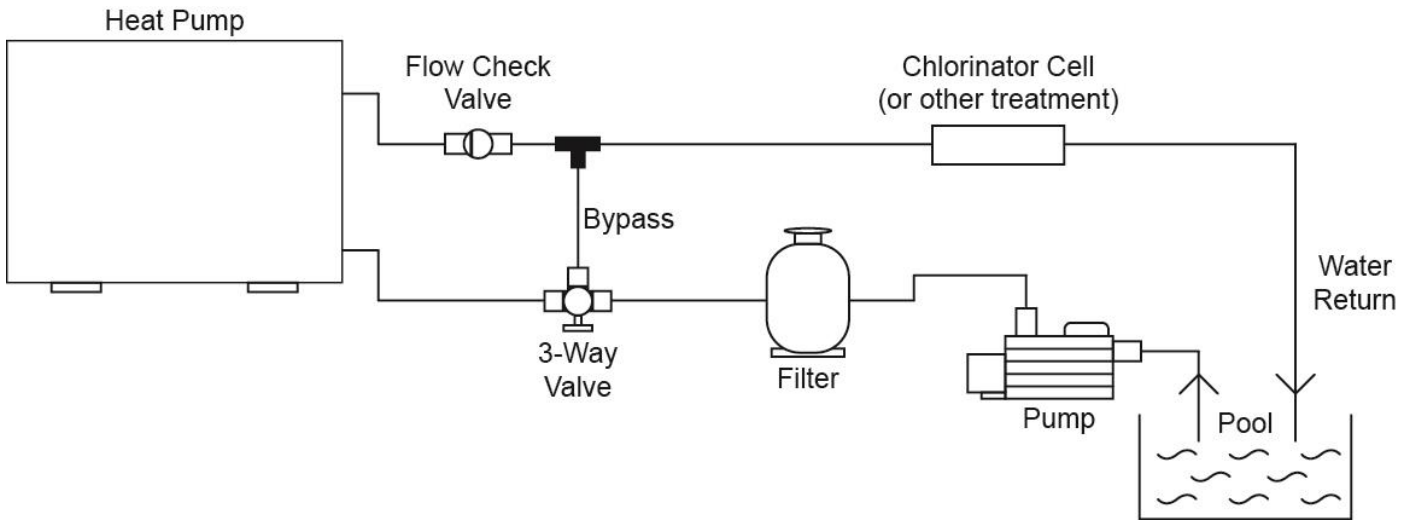 Heat Pump
Flow Check
Valve
Chlorinator Cell
(or other treatment)
Bypass
Water
Return
3-Way
Valve
Filter
Pump
Pool